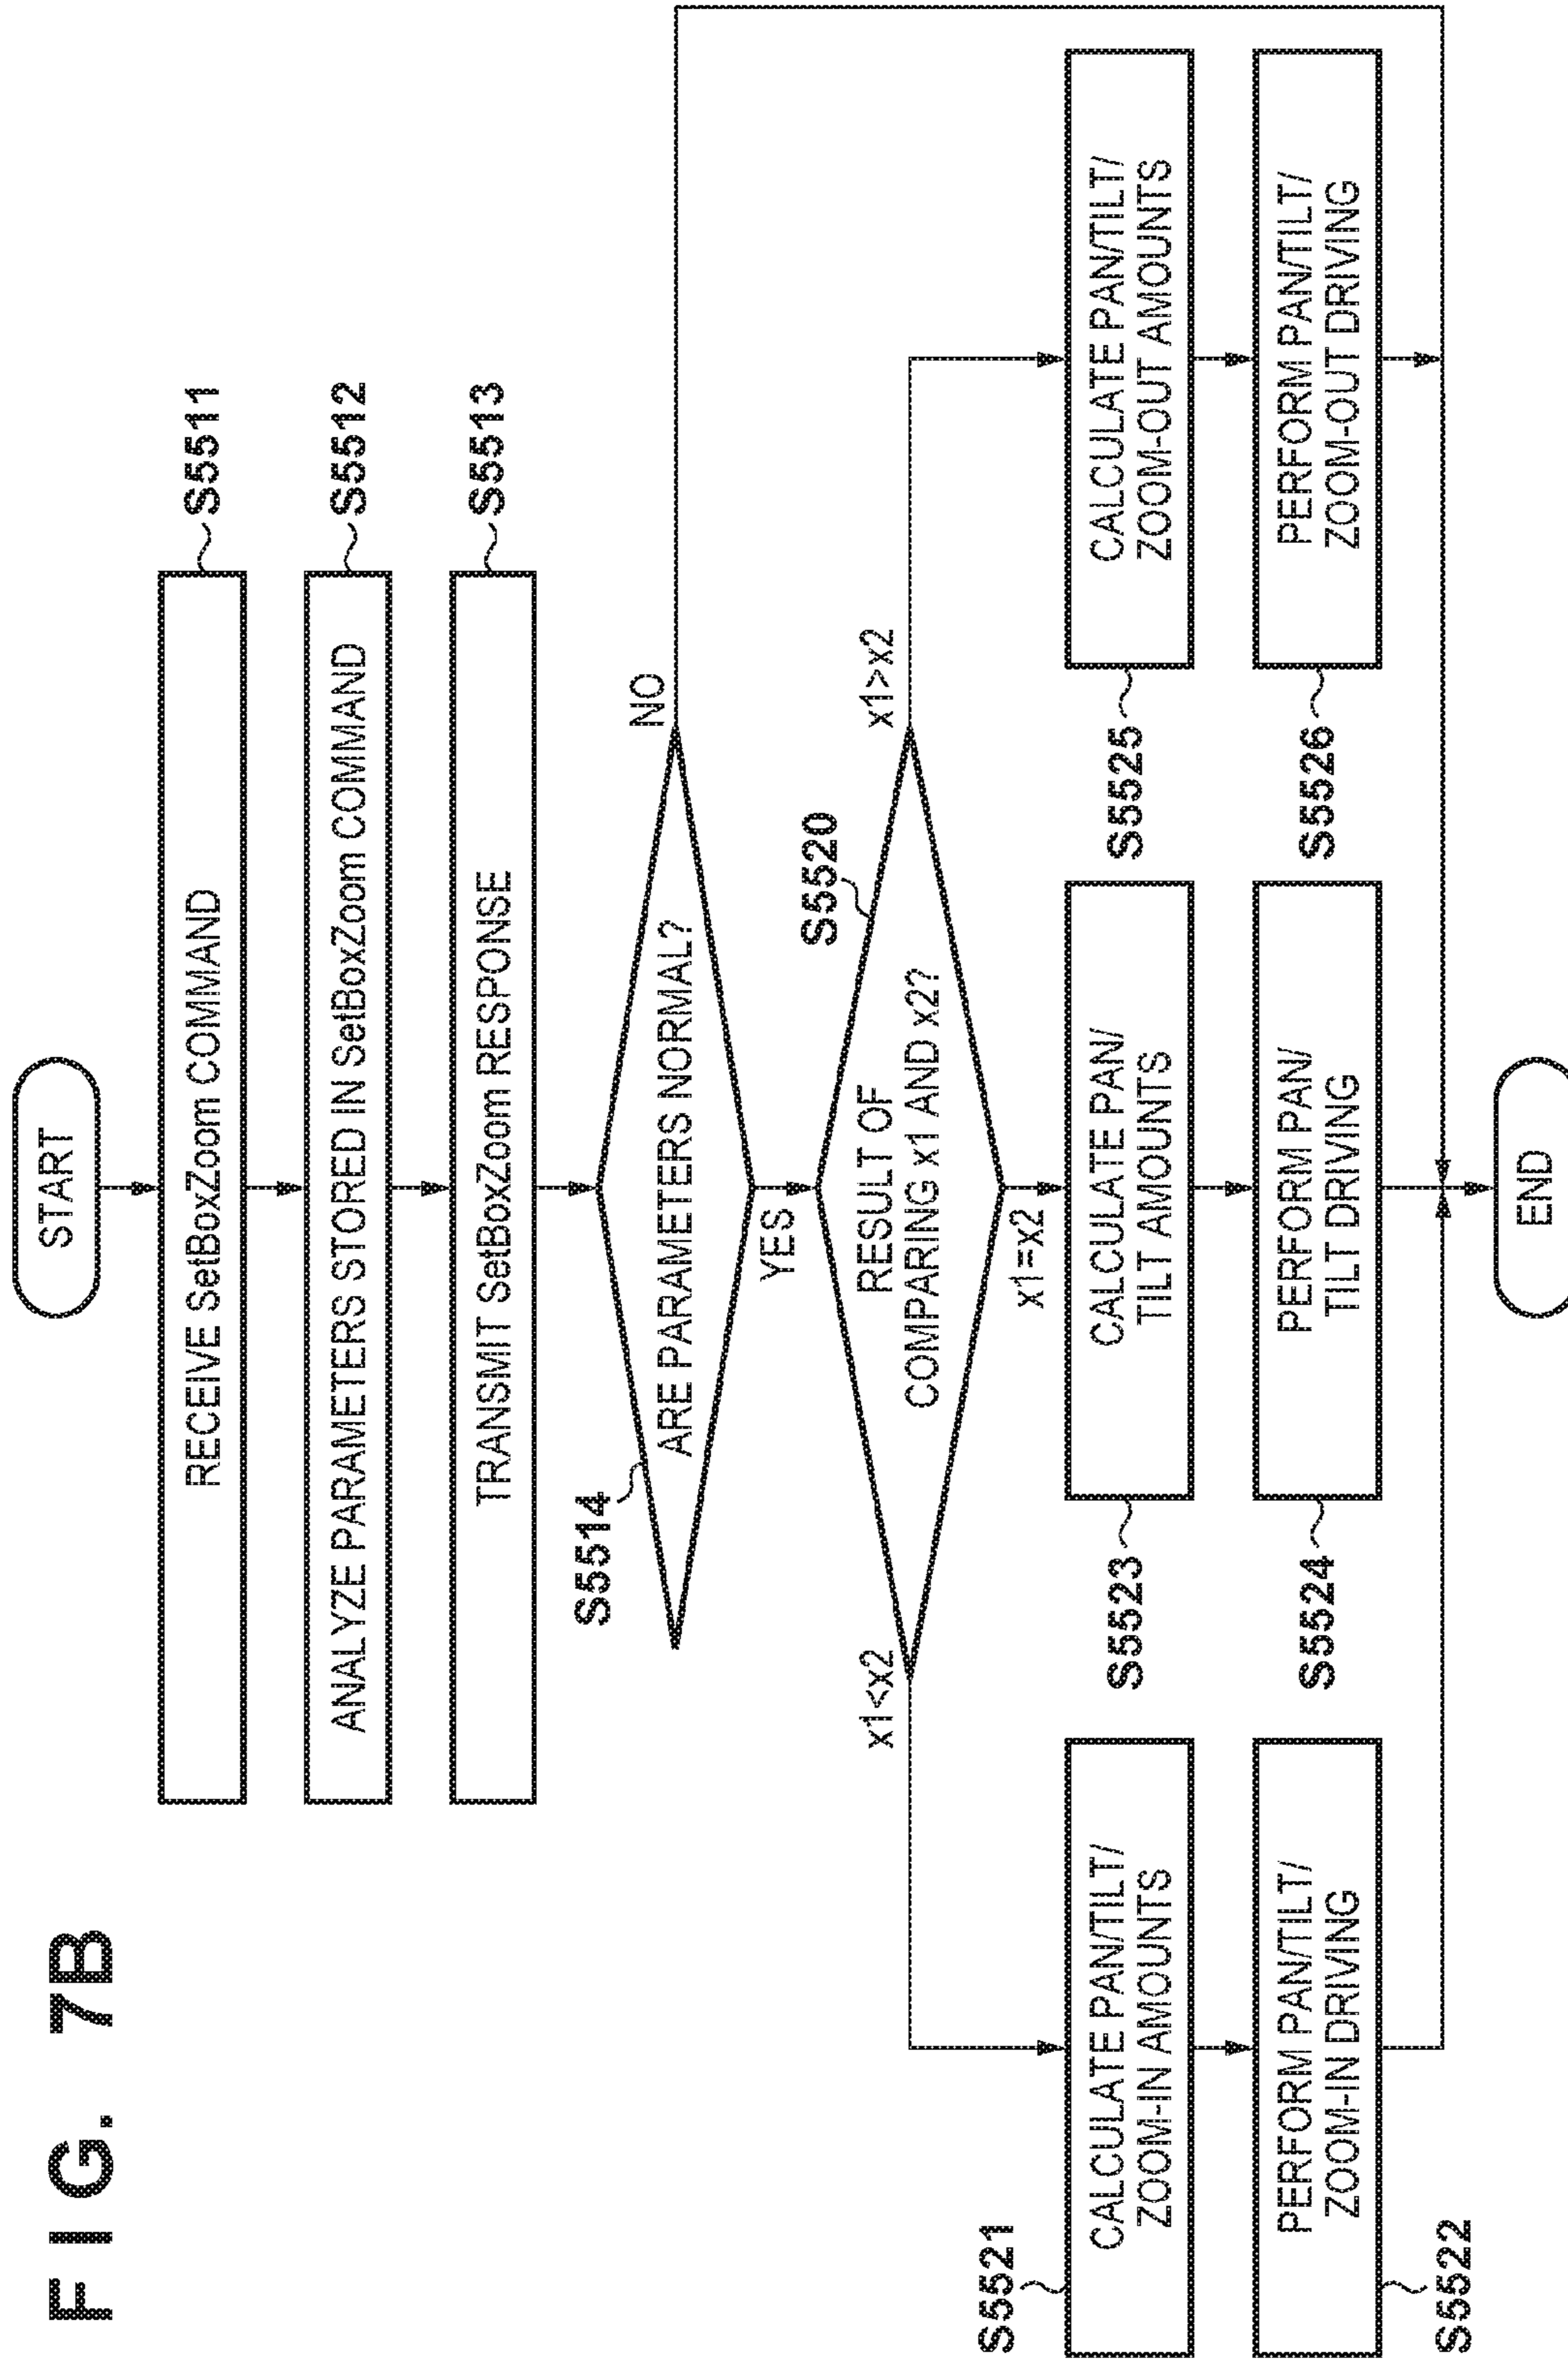 FIG. 7B
START
RECEIVE SetBoxZoom COMMAND
S5511
ANALYZE PARAMETERS STORED IN SetBoxZoom COMMAND
S5512
TRANSMIT SetBoxZoom RESPONSE
S5513
S5514
ARE PARAMETERS NORMAL?
NO
YES
S5520
RESULT OF
COMPARING x1 AND x2?
x1<x2
x1=x2
x1>x2
S5521
CALCULATE PAN/TILT/
ZOOM-IN AMOUNTS
S5523
CALCULATE PAN/
TILT AMOUNTS
S5525
CALCULATE PAN/TILT/
ZOOM-OUT AMOUNTS
S5522
PERFORM PAN/TILT/
ZOOM-IN DRIVING
S5524
PERFORM PAN/
TILT DRIVING
S5526
PERFORM PAN/TILT/
ZOOM-OUT DRIVING
END